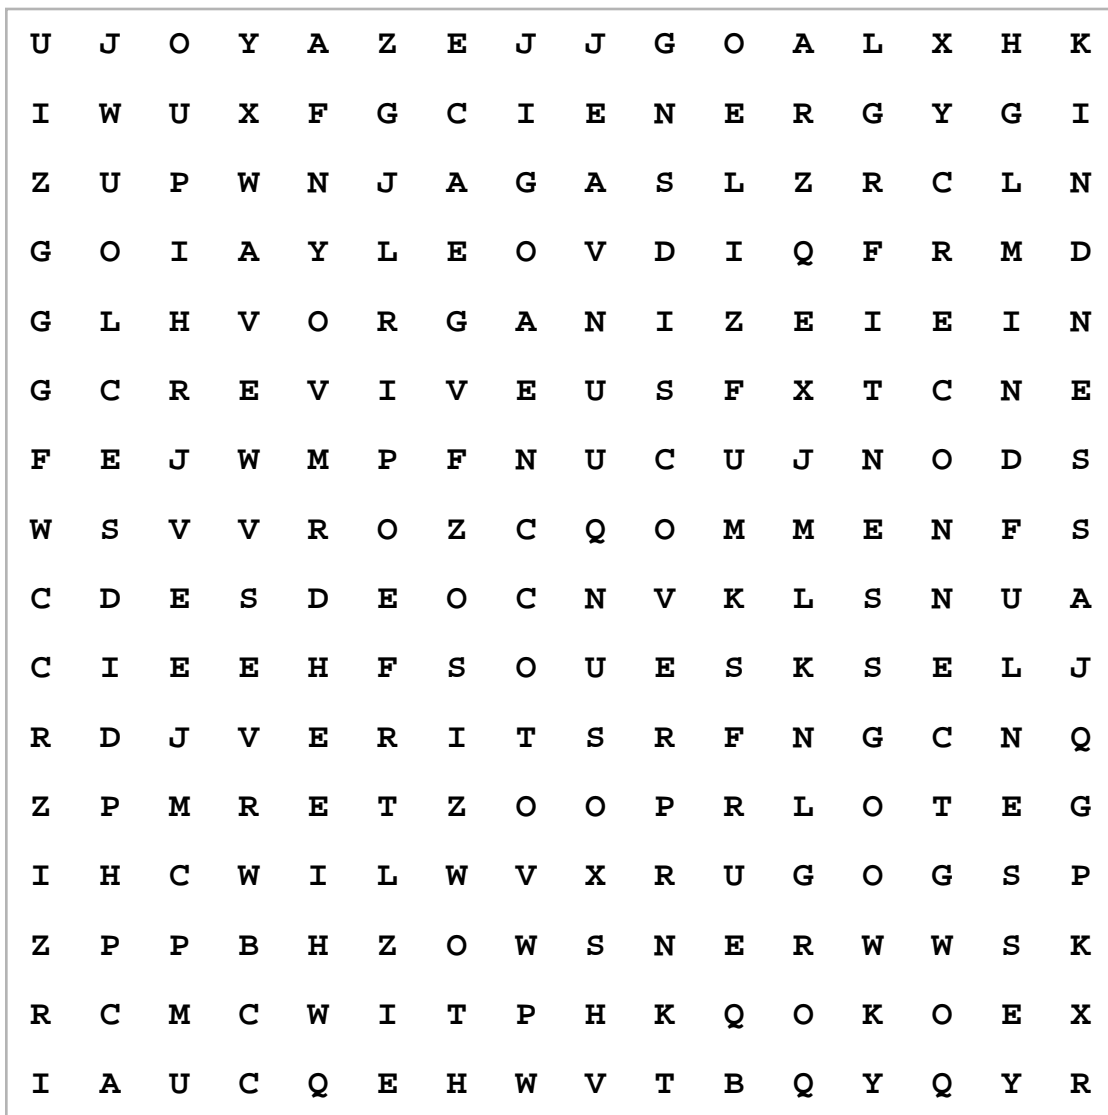 U J O Y A Z E J J G O A L X H K
I W U X F G C I E N E R G Y G I
Z U P W N J A G A S L Z R C L N
G O I A Y L E O V D I Q F R M D
G L H V O R G A N I Z E I E I N
G C R E V I V E U S F X T C N E
F E J W M P F N U C U J N O D S
W S V V R O Z C Q O M M E N F S
C D E S D E O C N V K L S N U A
C I E E H F S O U E S K S E L J
R D J V E R I T S R F N G C N Q
Z P M R E T Z O O P R L O T E G
I H C W I L W V X R U G O G S P
Z P P B H Z O W S N E R W W S K
R C M C W I T P H K Q O K O E X
I A U C Q E H W V T B Q Y Q Y R